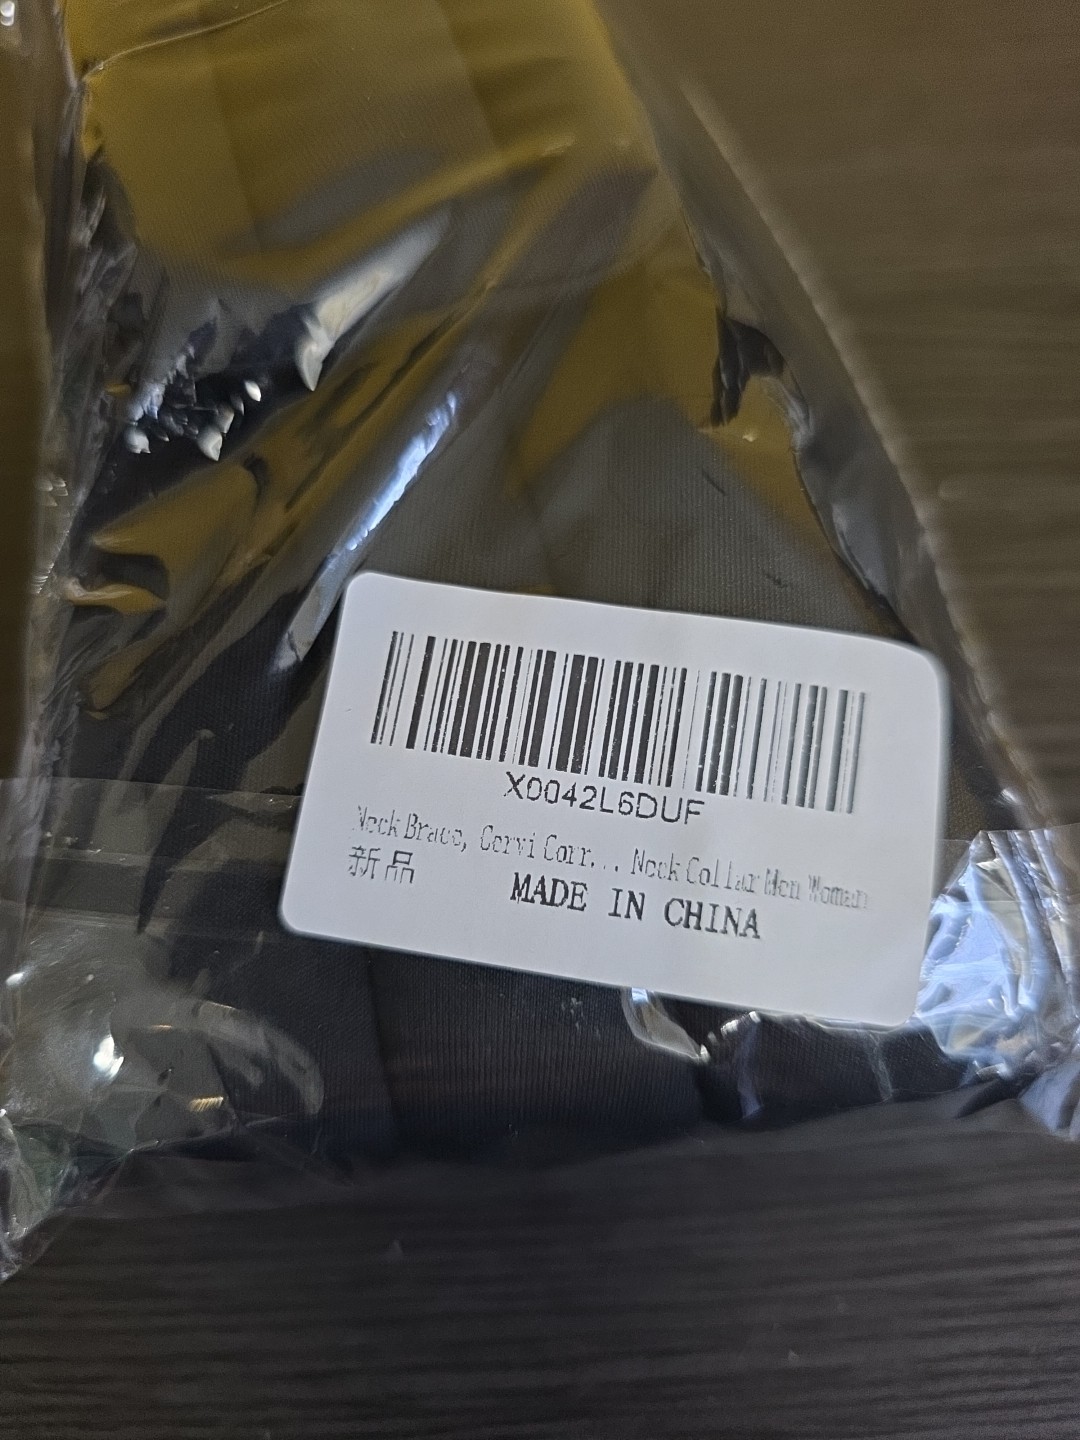 X0042L6DUF
Neck Brace, Cervi Corr... Neck Collar Men Woman
新品
MADE IN CHINA